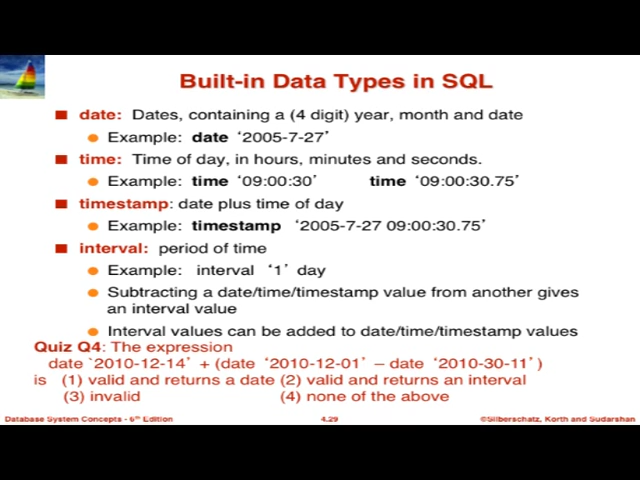 Built-in Data Types in SQL
date: Dates, containing a (4 digit) year, month and date
Example: date ‘2005-7-27’
time: Time of day, in hours, minutes and seconds.
Example: time ‘09:00:30’ time ‘09:00:30.75’
timestamp: date plus time of day
Example: timestamp ‘2005-7-27 09:00:30.75’
interval: period of time
Example: interval ‘1’ day
Subtracting a date/time/timestamp value from another gives
an interval value
Interval values can be added to date/time/timestamp values
Quiz Q4: The expression
date `2010-12-14’ + (date ‘2010-12-01’ – date ‘2010-30-11’)
is (1) valid and returns a date (2) valid and returns an interval
(3) invalid (4) none of the above
Database System Concepts - 6th Edition 4.29 ©Silberschatz, Korth and Sudarshan